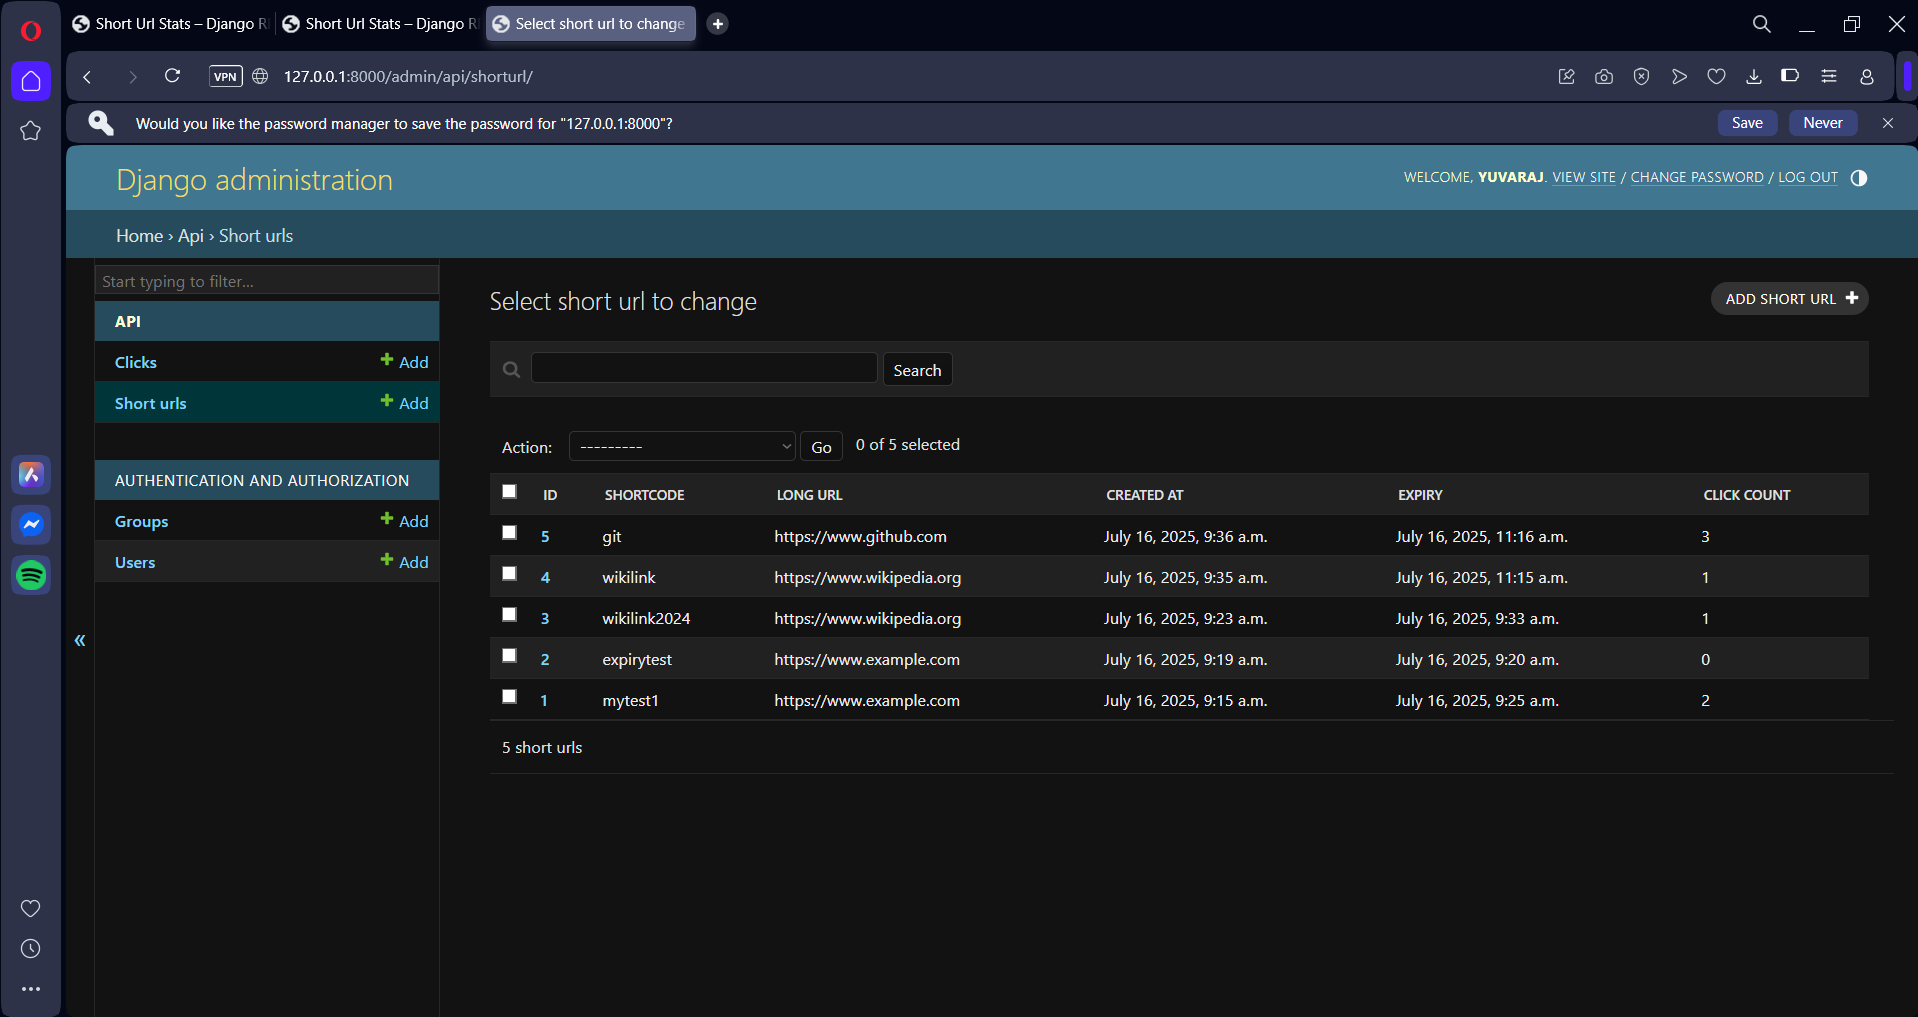 Short Url Stats – Django R
Short Url Stats – Django R
Select short url to change
VPN
127.0.0.1:8000/admin/api/shorturl/
Would you like the password manager to save the password for "127.0.0.1:8000"?
Save
Never
Django administration
WELCOME, YUVARAJ. VIEW SITE / CHANGE PASSWORD / LOG OUT
Home › Api › Short urls
Start typing to filter...
API
Clicks + Add
Short urls + Add
AUTHENTICATION AND AUTHORIZATION
Groups + Add
Users + Add
«
Select short url to change
ADD SHORT URL +
Search
Action: --------- Go 0 of 5 selected
ID SHORTCODE LONG URL CREATED AT EXPIRY CLICK COUNT
5 git https://www.github.com July 16, 2025, 9:36 a.m. July 16, 2025, 11:16 a.m. 3
4 wikilink https://www.wikipedia.org July 16, 2025, 9:35 a.m. July 16, 2025, 11:15 a.m. 1
3 wikilink2024 https://www.wikipedia.org July 16, 2025, 9:23 a.m. July 16, 2025, 9:33 a.m. 1
2 expirytest https://www.example.com July 16, 2025, 9:19 a.m. July 16, 2025, 9:20 a.m. 0
1 mytest1 https://www.example.com July 16, 2025, 9:15 a.m. July 16, 2025, 9:25 a.m. 2
5 short urls